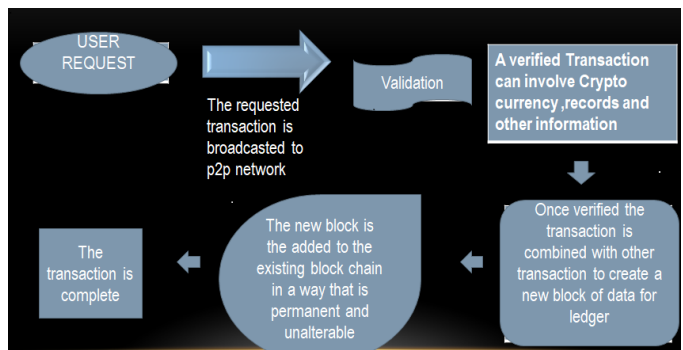 USER
REQUEST
The requested
transaction is
broadcasted to
p2p network
Validation
A verified Transaction
can involve Crypto
currency ,records and
other information
Once verified the
transaction is
combined with other
transaction to create a
new block of data for
ledger
The new block is
the added to the
existing block chain
in a way that is
permanent and
unalterable
The
transaction is
complete